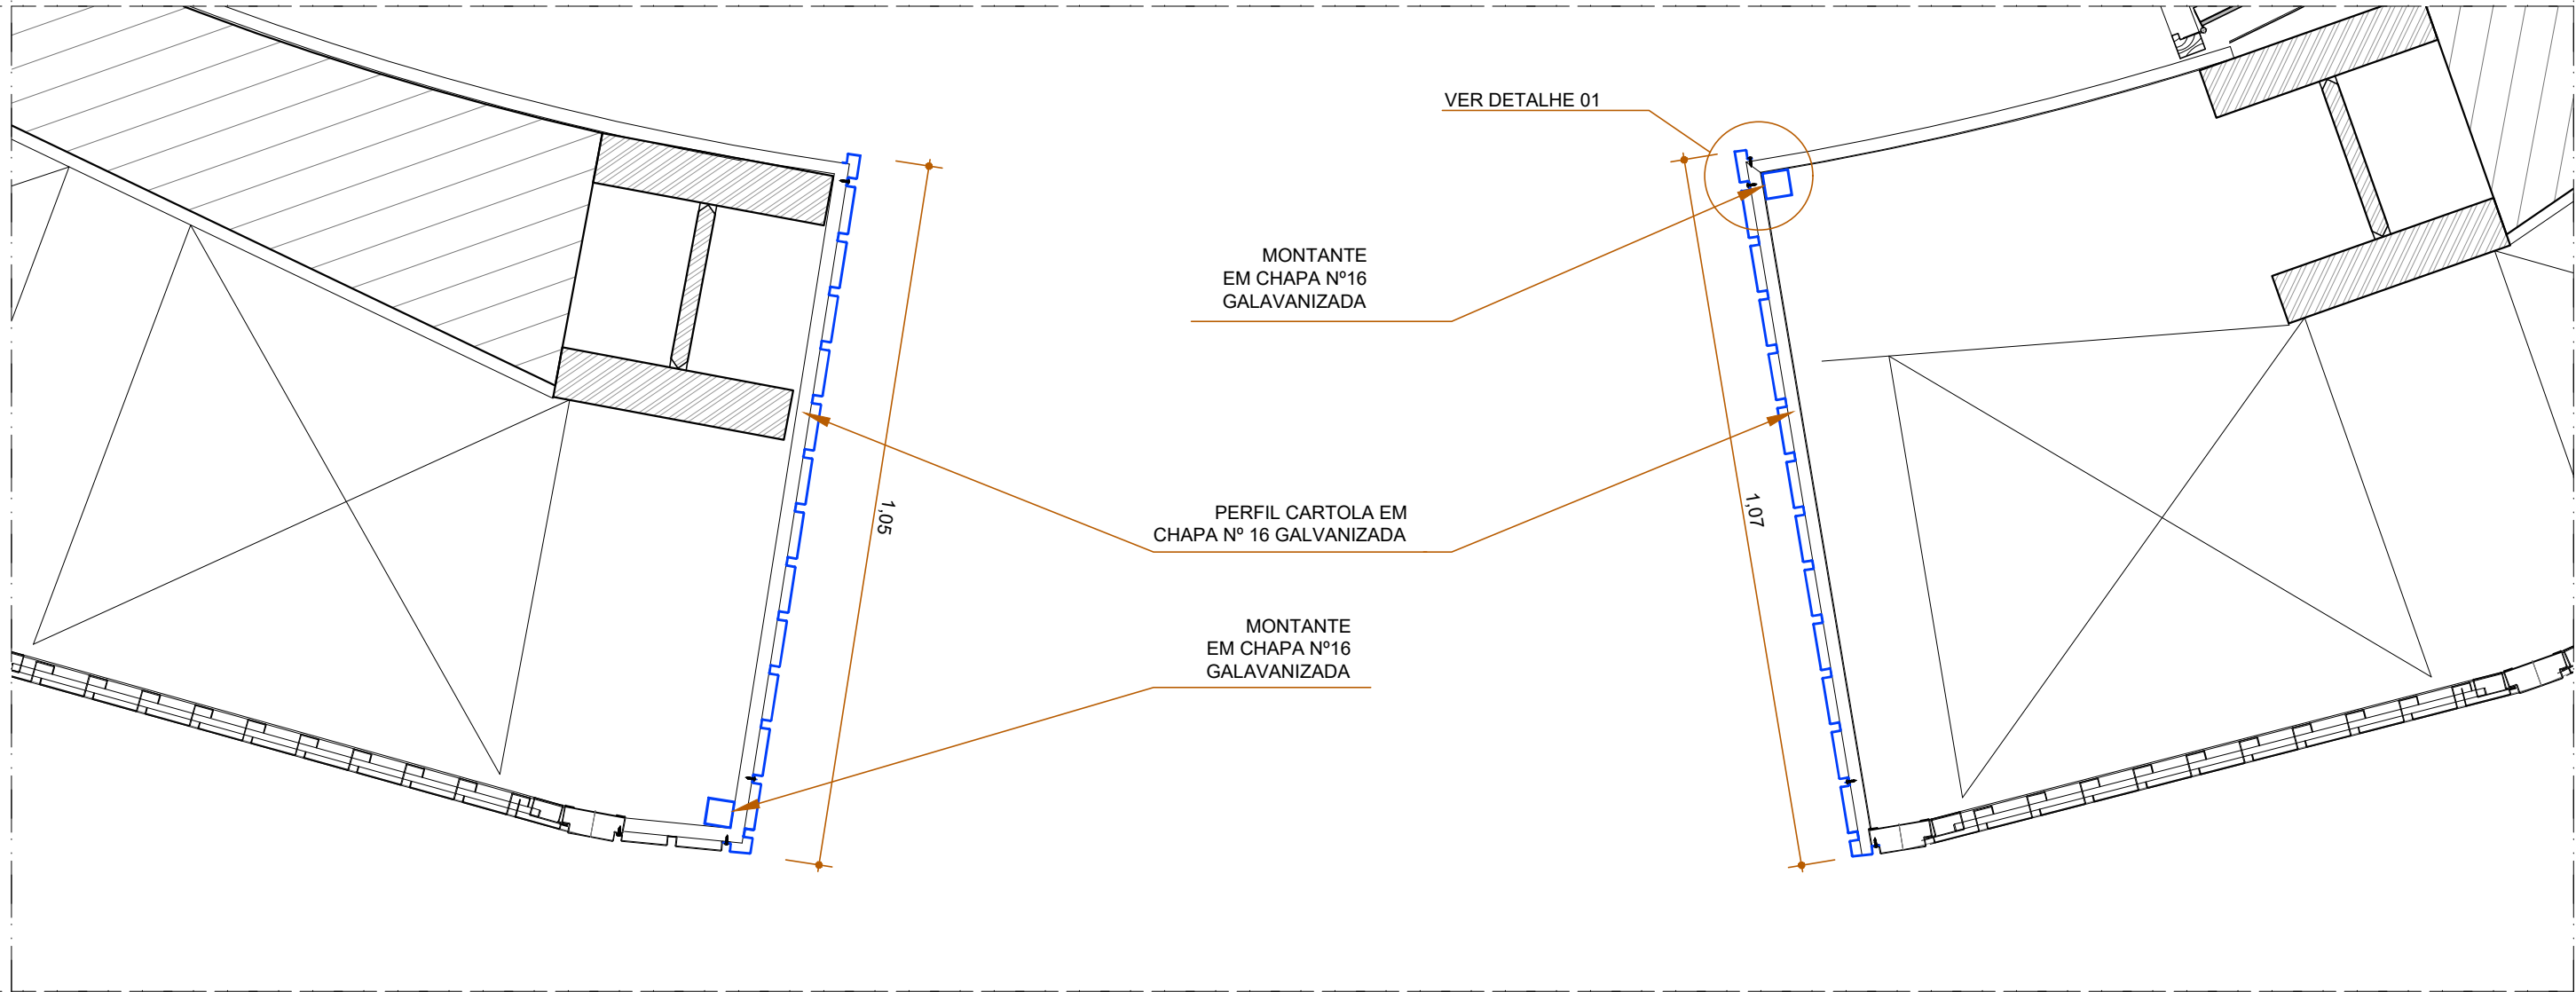 VER DETALHE 01
MONTANTE
EM CHAPA Nº16
GALAVANIZADA
1,05
1,07
PERFIL CARTOLA EM
CHAPA Nº 16 GALVANIZADA
MONTANTE
EM CHAPA Nº16
GALAVANIZADA